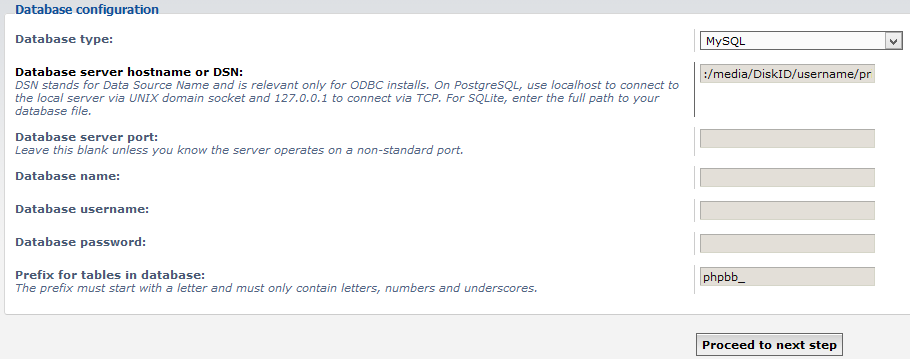 Database configuration
Database type:
MySQL
Database server hostname or DSN:
:/media/DiskID/username/pr
DSN stands for Data Source Name and is relevant only for ODBC installs. On PostgreSQL, use localhost to connect to
the local server via UNIX domain socket and 127.0.0.1 to connect via TCP. For SQLite, enter the full path to your
database file.
Database server port:
Leave this blank unless you know the server operates on a non-standard port.
Database name:
Database username:
Database password:
Prefix for tables in database:
The prefix must start with a letter and must only contain letters, numbers and underscores.
phpbb_
Proceed to next step